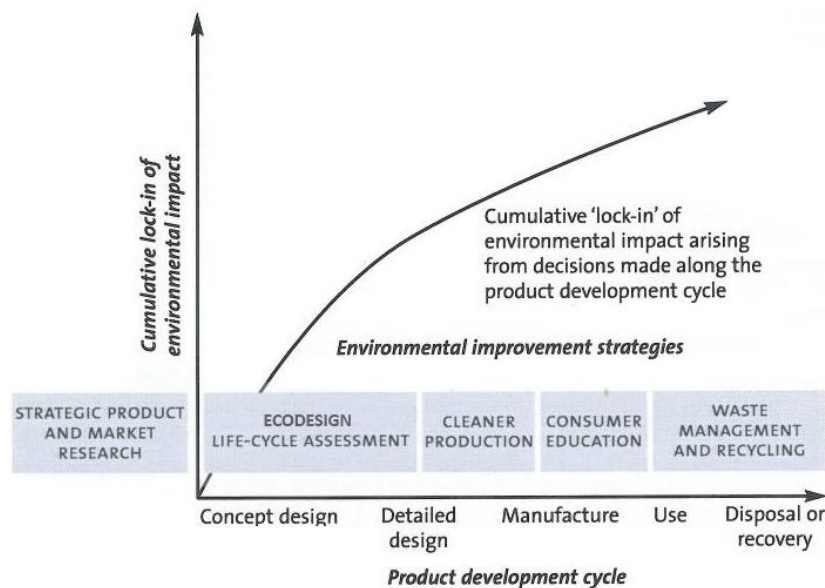 Cumulative lock-in of
environmental impact
Cumulative 'lock-in' of
environmental impact arising
from decisions made along the
product development cycle
Environmental improvement strategies
STRATEGIC PRODUCT
AND MARKET
RESEARCH
ECODESIGN
LIFE-CYCLE ASSESSMENT
CLEANER
PRODUCTION
CONSUMER
EDUCATION
WASTE
MANAGEMENT
AND RECYCLING
Concept design
Detailed
design
Manufacture
Use
Disposal or
recovery
Product development cycle